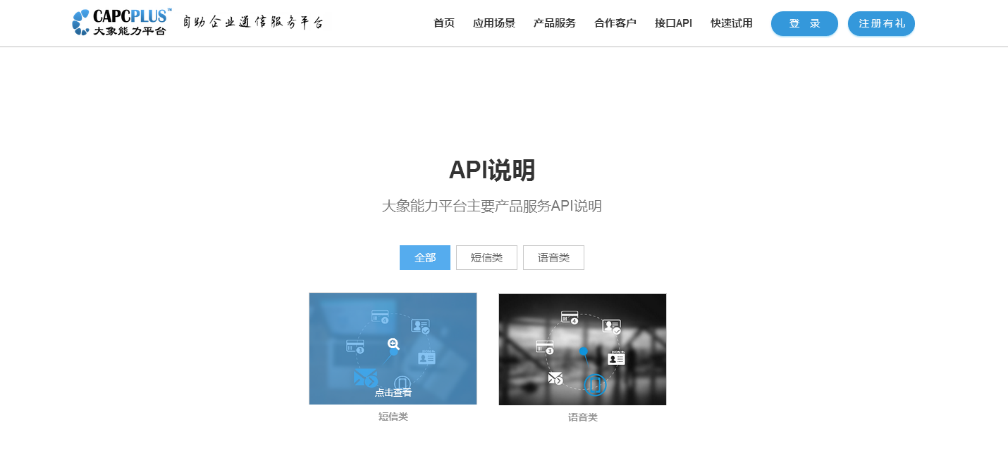 CAPCPLUS™
大象能力平台
自助企业通信服务平台
首页 应用场景 产品服务 合作客户 接口API 快速试用 登 录 注册有礼
API说明
大象能力平台主要产品服务API说明
全部 短信类 语音类
点击查看
短信类 语音类